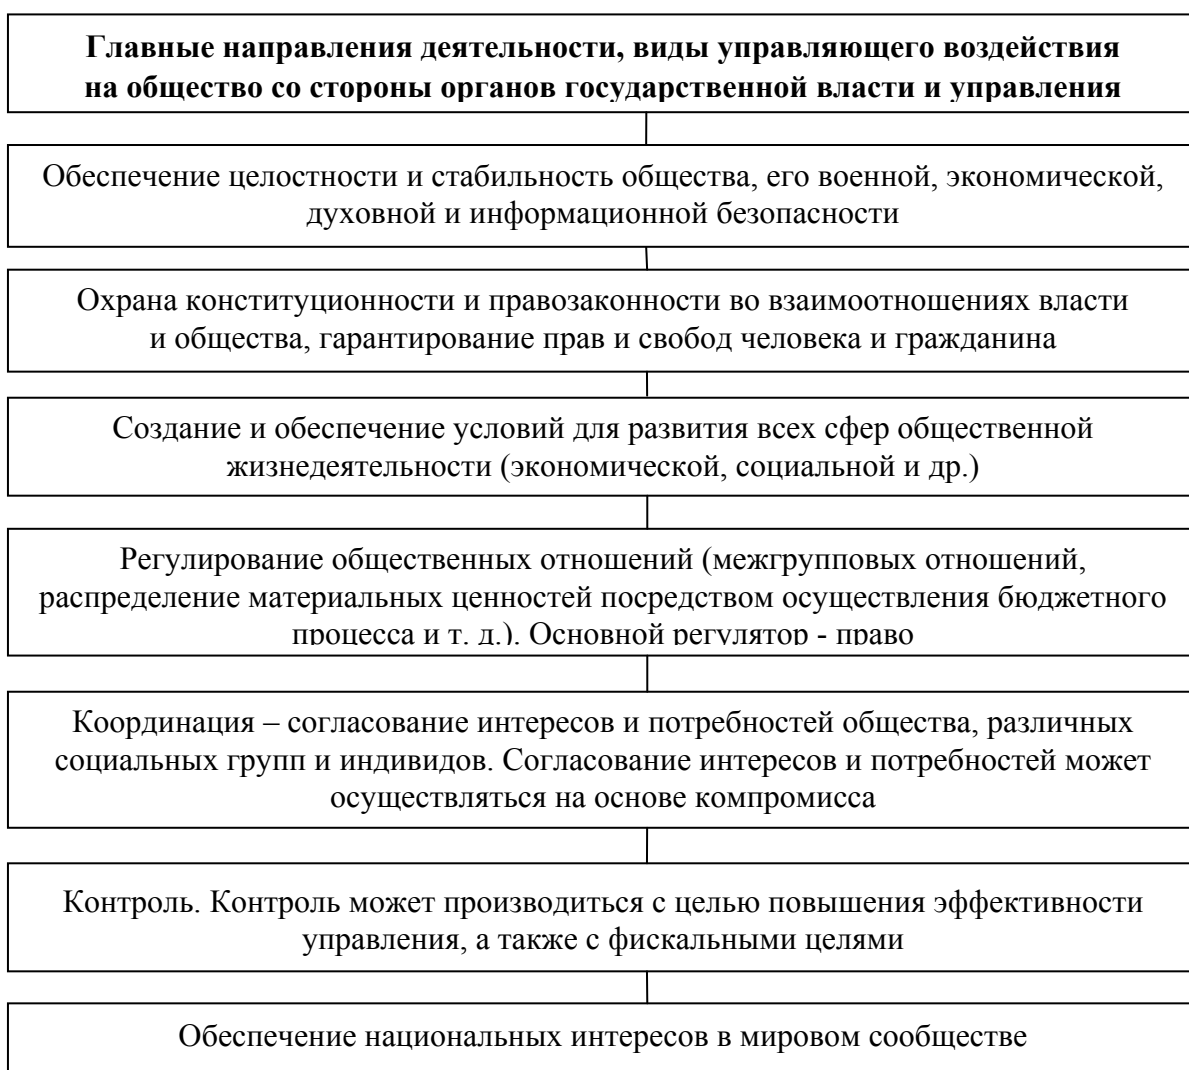 Главные направления деятельности, виды управляющего воздействия
на общество со стороны органов государственной власти и управления
Обеспечение целостности и стабильность общества, его военной, экономической,
духовной и информационной безопасности
Охрана конституционности и правозаконности во взаимоотношениях власти
и общества, гарантирование прав и свобод человека и гражданина
Создание и обеспечение условий для развития всех сфер общественной
жизнедеятельности (экономической, социальной и др.)
Регулирование общественных отношений (межгрупповых отношений,
распределение материальных ценностей посредством осуществления бюджетного
процесса и т. д.). Основной регулятор - право
Координация – согласование интересов и потребностей общества, различных
социальных групп и индивидов. Согласование интересов и потребностей может
осуществляться на основе компромисса
Контроль. Контроль может производиться с целью повышения эффективности
управления, а также с фискальными целями
Обеспечение национальных интересов в мировом сообществе